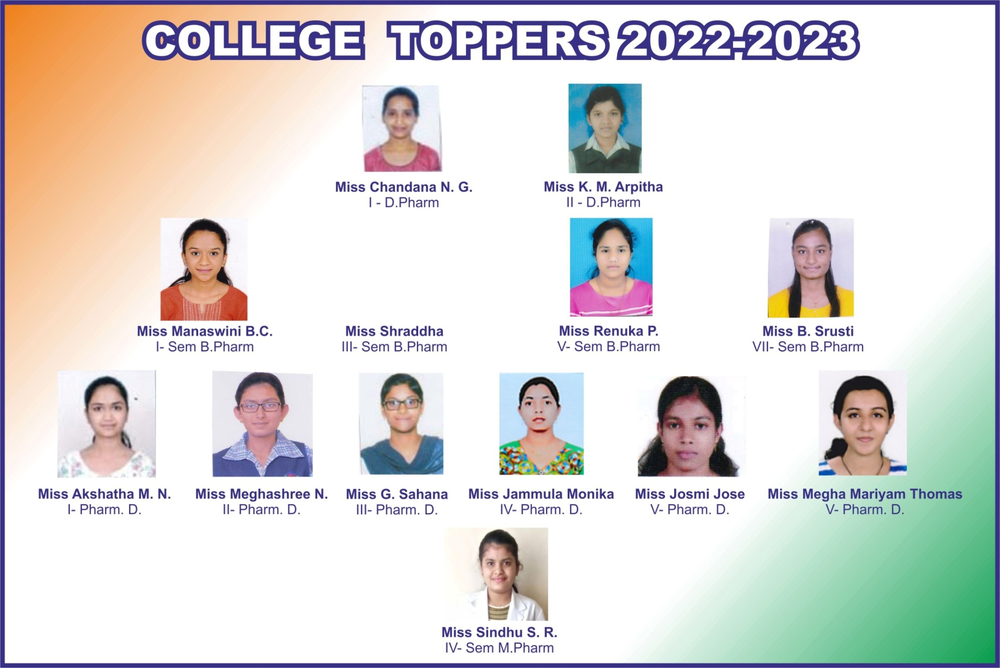 COLLEGE TOPPERS 2022-2023
Miss Chandana N. G.
I - D.Pharm
Miss K. M. Arpitha
II - D.Pharm
Miss Manaswini B.C.
I- Sem B.Pharm
Miss Shraddha
III- Sem B.Pharm
Miss Renuka P.
V- Sem B.Pharm
Miss B. Srusti
VII- Sem B.Pharm
Miss Akshatha M. N.
I- Pharm. D.
Miss Meghashree N.
II- Pharm. D.
Miss G. Sahana
III- Pharm. D.
Miss Jammula Monika
IV- Pharm. D.
Miss Josmi Jose
V- Pharm. D.
Miss Megha Mariyam Thomas
V- Pharm. D.
Miss Sindhu S. R.
IV- Sem M.Pharm